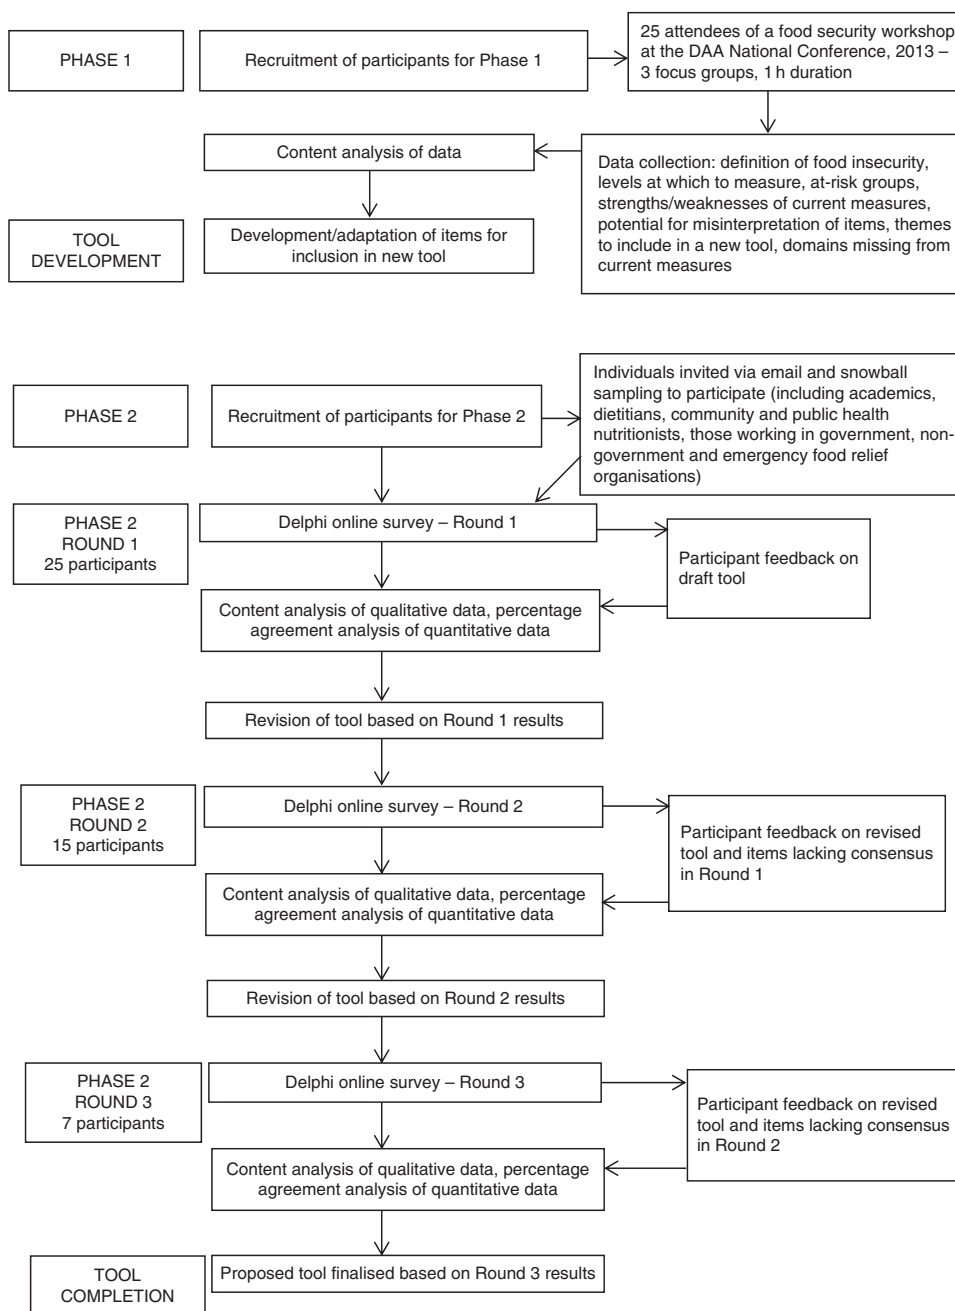 PHASE 1
Recruitment of participants for Phase 1
25 attendees of a food security workshop
at the DAA National Conference, 2013 –
3 focus groups, 1 h duration
Content analysis of data
Data collection: definition of food insecurity,
levels at which to measure, at-risk groups,
strengths/weaknesses of current measures,
potential for misinterpretation of items, themes
to include in a new tool, domains missing from
current measures
TOOL
DEVELOPMENT
Development/adaptation of items for
inclusion in new tool
PHASE 2
Recruitment of participants for Phase 2
Individuals invited via email and snowball
sampling to participate (including academics,
dietitians, community and public health
nutritionists, those working in government, non-
government and emergency food relief
organisations)
PHASE 2
ROUND 1
25 participants
Delphi online survey – Round 1
Participant feedback on
draft tool
Content analysis of qualitative data, percentage
agreement analysis of quantitative data
Revision of tool based on Round 1 results
PHASE 2
ROUND 2
15 participants
Delphi online survey – Round 2
Participant feedback on revised
tool and items lacking consensus
in Round 1
Content analysis of qualitative data, percentage
agreement analysis of quantitative data
Revision of tool based on Round 2 results
PHASE 2
ROUND 3
7 participants
Delphi online survey – Round 3
Participant feedback on revised
tool and items lacking consensus
in Round 2
Content analysis of qualitative data, percentage
agreement analysis of quantitative data
TOOL
COMPLETION
Proposed tool finalised based on Round 3 results